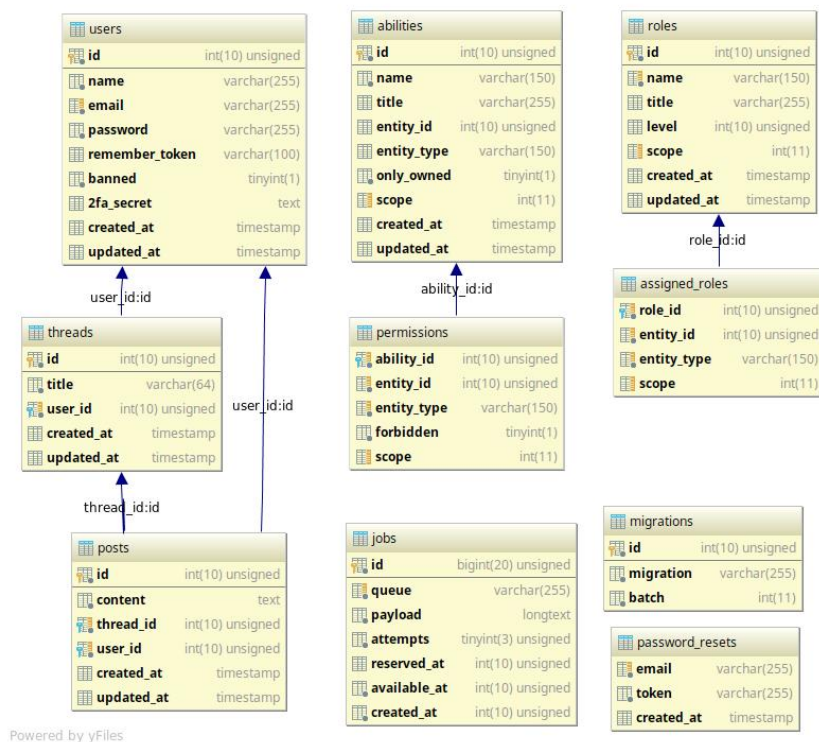 users
id int(10) unsigned
name varchar(255)
email varchar(255)
password varchar(255)
remember_token varchar(100)
banned tinyint(1)
2fa_secret text
created_at timestamp
updated_at timestamp
abilities
id int(10) unsigned
name varchar(150)
title varchar(255)
entity_id int(10) unsigned
entity_type varchar(150)
only_owned tinyint(1)
scope int(11)
created_at timestamp
updated_at timestamp
roles
id int(10) unsigned
name varchar(150)
title varchar(255)
level int(10) unsigned
scope int(11)
created_at timestamp
updated_at timestamp
user_id:id
ability_id:id
role_id:id
threads
id int(10) unsigned
title varchar(64)
user_id int(10) unsigned
created_at timestamp
updated_at timestamp
user_id:id
permissions
ability_id int(10) unsigned
entity_id int(10) unsigned
entity_type varchar(150)
forbidden tinyint(1)
scope int(11)
assigned_roles
role_id int(10) unsigned
entity_id int(10) unsigned
entity_type varchar(150)
scope int(11)
thread_id:id
posts
id int(10) unsigned
content text
thread_id int(10) unsigned
user_id int(10) unsigned
created_at timestamp
updated_at timestamp
jobs
id bigint(20) unsigned
queue varchar(255)
payload longtext
attempts tinyint(3) unsigned
reserved_at int(10) unsigned
available_at int(10) unsigned
created_at int(10) unsigned
migrations
id int(10) unsigned
migration varchar(255)
batch int(11)
password_resets
email varchar(255)
token varchar(255)
created_at timestamp
Powered by yFiles